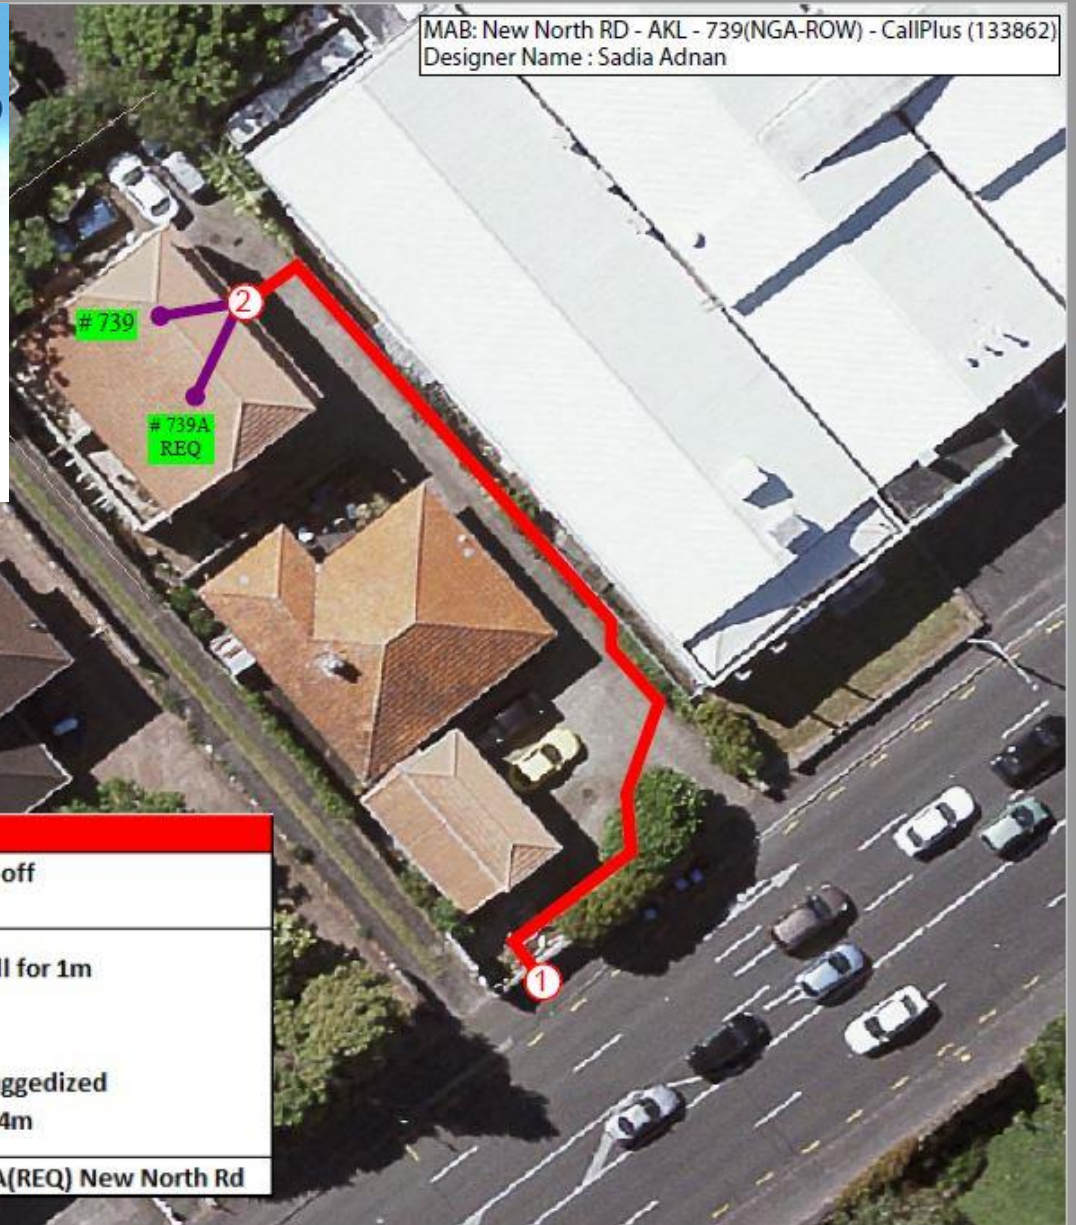 MAB: New North RD - AKL - 739(NGA-ROW) - CallPlus (133862)
Designer Name : Sadia Adnan
2
# 739
# 739A
REQ
1
off
ll for 1m
ggedized
4m
A(REQ) New North Rd